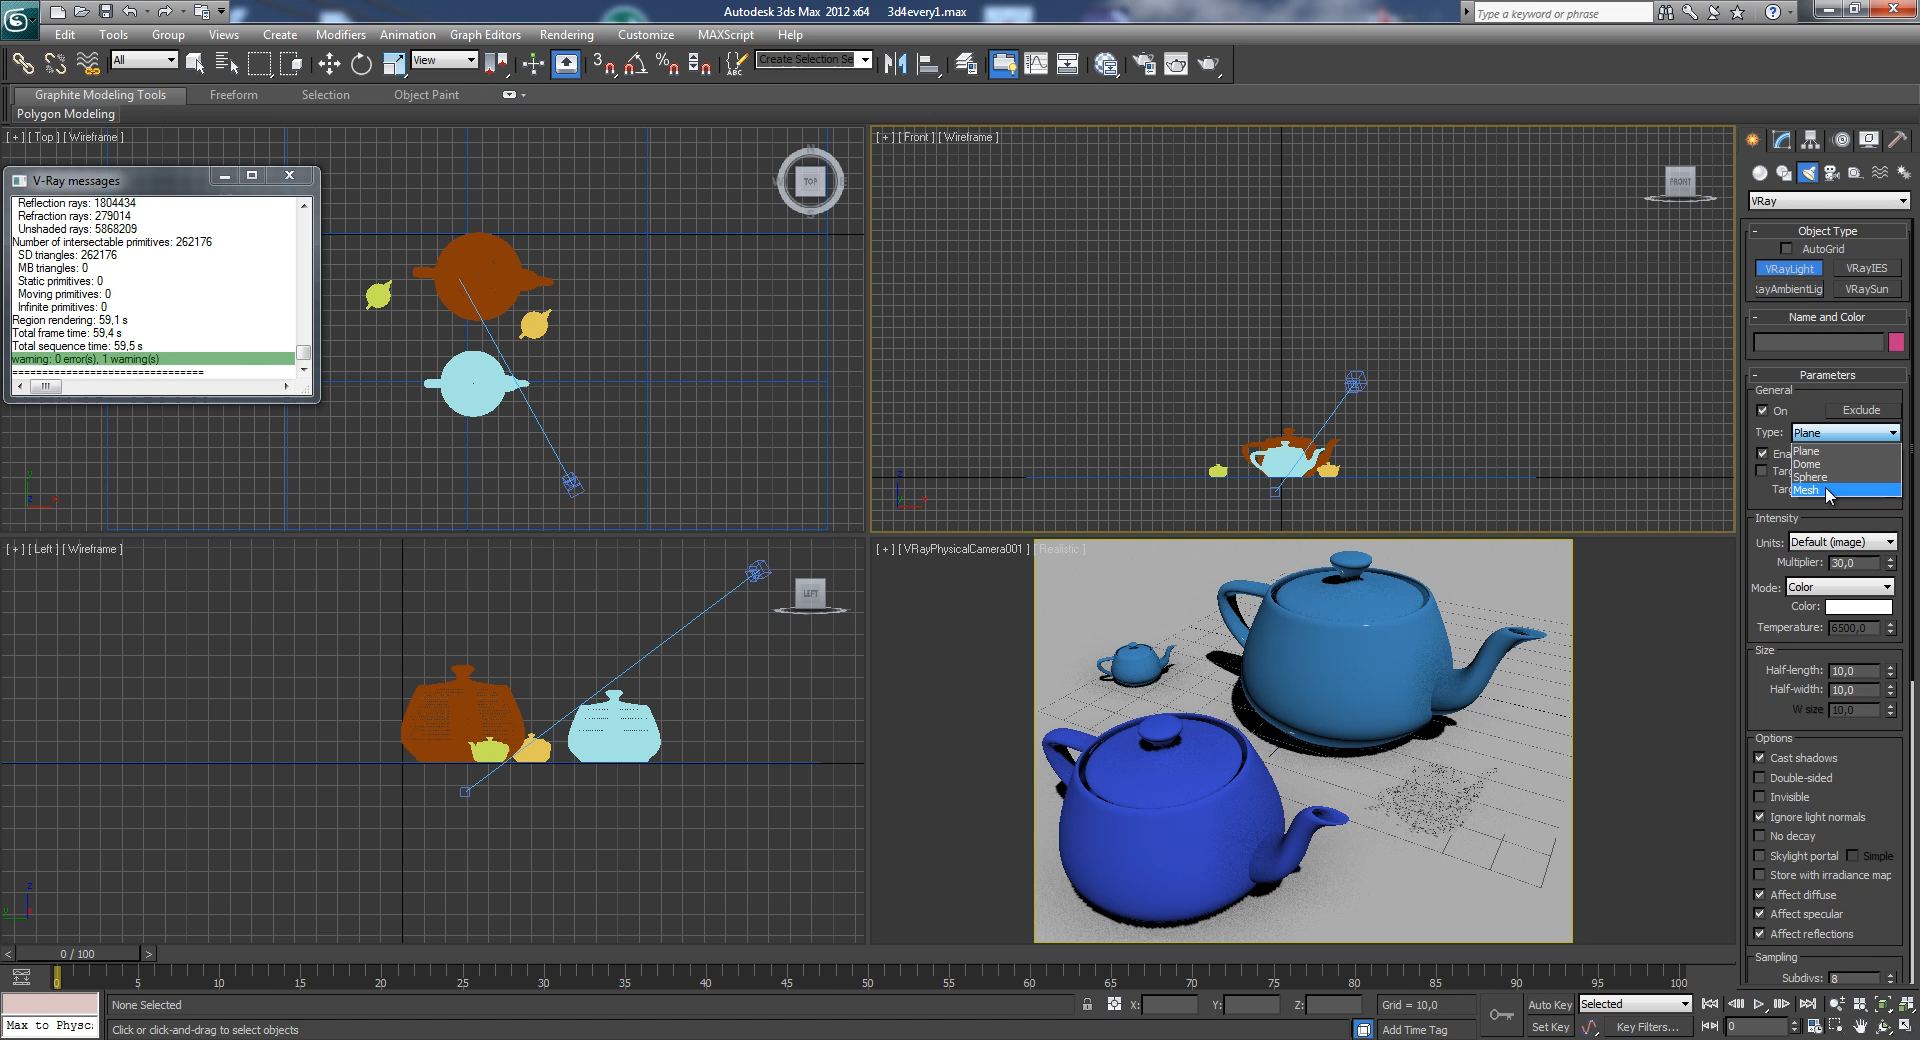 Autodesk 3ds Max 2012 x64 3d4every1.max
Type a keyword or phrase
Edit Tools Group Views Create Modifiers Animation Graph Editors Rendering Customize MAXScript Help
All
View
3
ABC
Create Selection Se
Graphite Modeling Tools Freeform Selection Object Paint
Polygon Modeling
[ + ] [ Top ] [ Wireframe ]
TOP
V-Ray messages
Reflection rays: 1804434
Refraction rays: 279014
Unshaded rays: 5868209
Number of intersectable primitives: 262176
SD triangles: 262176
MB triangles: 0
Static primitives: 0
Moving primitives: 0
Infinite primitives: 0
Region rendering: 59,1 s
Total frame time: 59,4 s
Total sequence time: 59,5 s
warning: 0 error(s), 1 warning(s)
================================
[ + ] [ Front ] [ Wireframe ]
FRONT
[ + ] [ Left ] [ Wireframe ]
LEFT
[ + ] [ VRayPhysicalCamera001 ] [ Realistic ]
VRay
- Object Type
AutoGrid
VRayLight VRayIES
:ayAmbientLig VRaySun
- Name and Color
- Parameters
General
On Exclude
Type: Plane
Plane
Dome
Sphere
Mesh
Ena
Targ
Targ
Intensity
Units: Default (image)
Multiplier: 30,0
Mode: Color
Color:
Temperature: 6500,0
Size
Half-length: 10,0
Half-width: 10,0
W size 10,0
Options
Cast shadows
Double-sided
Invisible
Ignore light normals
No decay
Skylight portal Simple
Store with irradiance map
Affect diffuse
Affect specular
Affect reflections
Sampling
Subdivs: 8
< 0 / 100 >
0 5 10 15 20 25 30 35 40 45 50 55 60 65 70 75 80 85 90 95 100
None Selected X: Y: Z: Grid = 10,0 Auto Key Selected
Max to Physc: Click or click-and-drag to select objects Add Time Tag Set Key Key Filters... 0